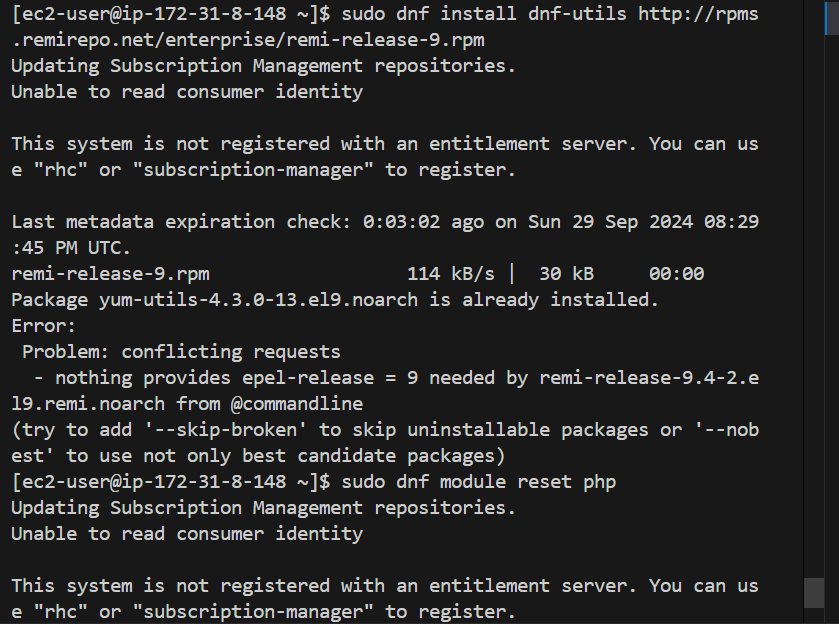 [ec2-user@ip-172-31-8-148 ~]$ sudo dnf install dnf-utils http://rpms
.remirepo.net/enterprise/remi-release-9.rpm
Updating Subscription Management repositories.
Unable to read consumer identity
This system is not registered with an entitlement server. You can us
e "rhc" or "subscription-manager" to register.
Last metadata expiration check: 0:03:02 ago on Sun 29 Sep 2024 08:29
:45 PM UTC.
remi-release-9.rpm                  114 kB/s |  30 kB     00:00
Package yum-utils-4.3.0-13.el9.noarch is already installed.
Error:
 Problem: conflicting requests
  - nothing provides epel-release = 9 needed by remi-release-9.4-2.e
l9.remi.noarch from @commandline
(try to add '--skip-broken' to skip uninstallable packages or '--nob
est' to use not only best candidate packages)
[ec2-user@ip-172-31-8-148 ~]$ sudo dnf module reset php
Updating Subscription Management repositories.
Unable to read consumer identity
This system is not registered with an entitlement server. You can us
e "rhc" or "subscription-manager" to register.